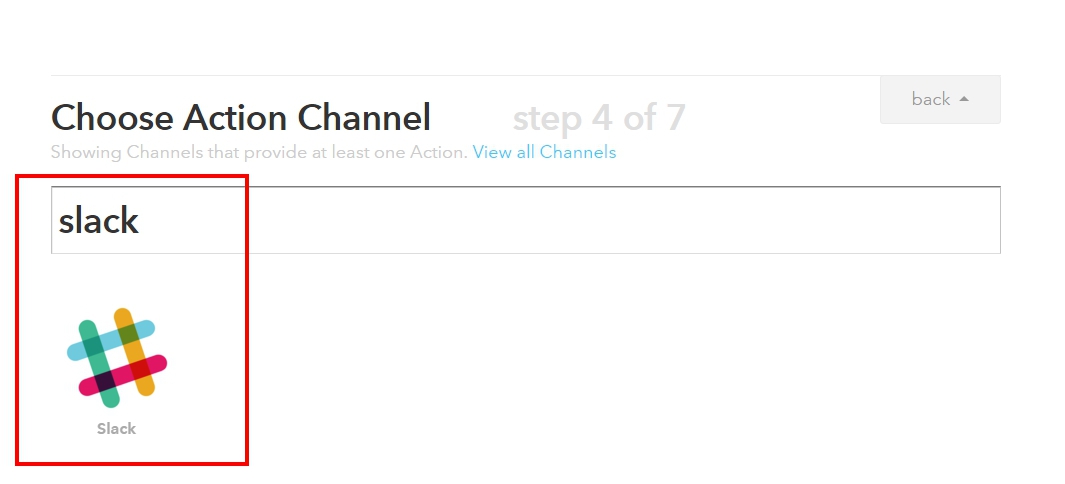 back
Choose Action Channel step 4 of 7
Showing Channels that provide at least one Action. View all Channels
slack
Slack